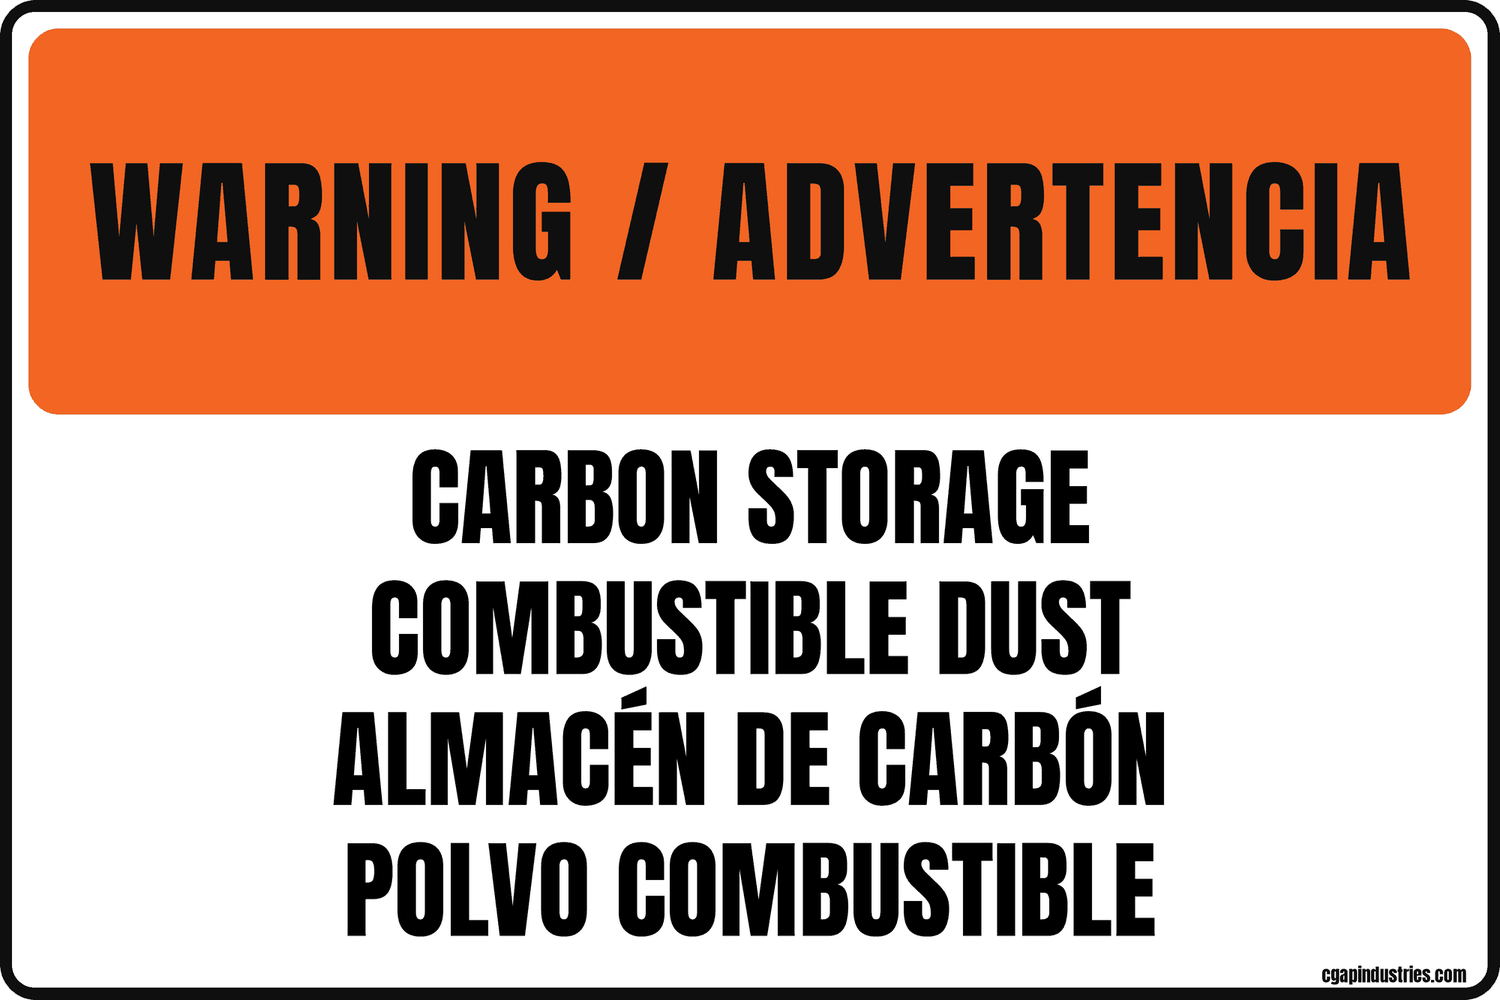 WARNING / ADVERTENCIA
CARBON STORAGE
COMBUSTIBLE DUST
ALMACÉN DE CARBÓN
POLVO COMBUSTIBLE
cgapindustries.com